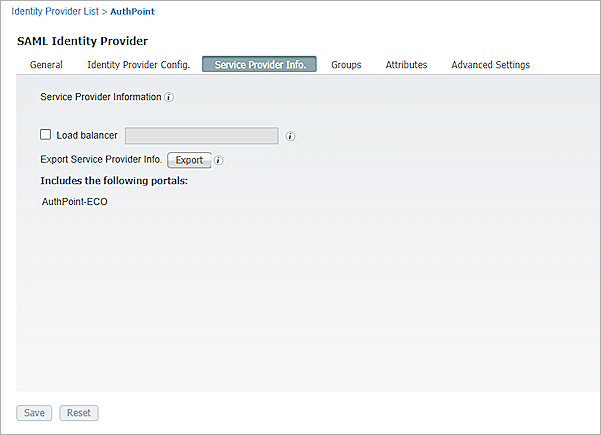 Identity Provider List > AuthPoint
SAML Identity Provider
General Identity Provider Config. Service Provider Info. Groups Attributes Advanced Settings
Service Provider Information i
Load balancer i
Export Service Provider Info. Export i
Includes the following portals:
AuthPoint-ECO
Save Reset